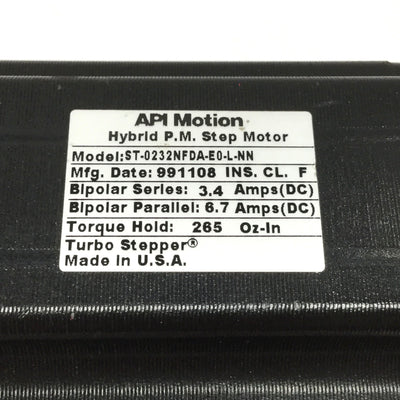 API Motion
Hybrid P.M. Step Motor
Model:ST-0232NFDA-E0-L-NN
Mfg. Date: 991108 INS. CL. F
Bipolar Series: 3.4 Amps(DC)
Bipolar Parallel: 6.7 Amps(DC)
Torque Hold: 265 Oz-In
Turbo Stepper®
Made in U.S.A.